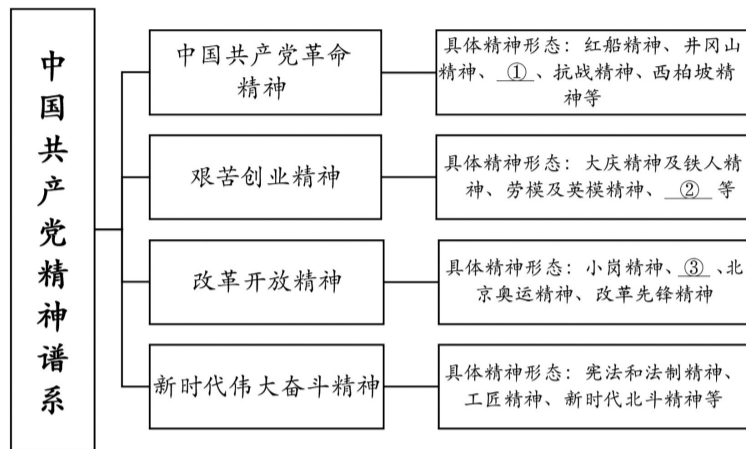 中国共产党精神谱系
中国共产党革命
精神
具体精神形态：红船精神、井冈山
精神、①、抗战精神、西柏坡精
神等
艰苦创业精神
具体精神形态：大庆精神及铁人精
神、劳模及英模精神、②等
改革开放精神
具体精神形态：小岗精神、③、北
京奥运精神、改革先锋精神
新时代伟大奋斗精神
具体精神形态：宪法和法制精神、
工匠精神、新时代北斗精神等